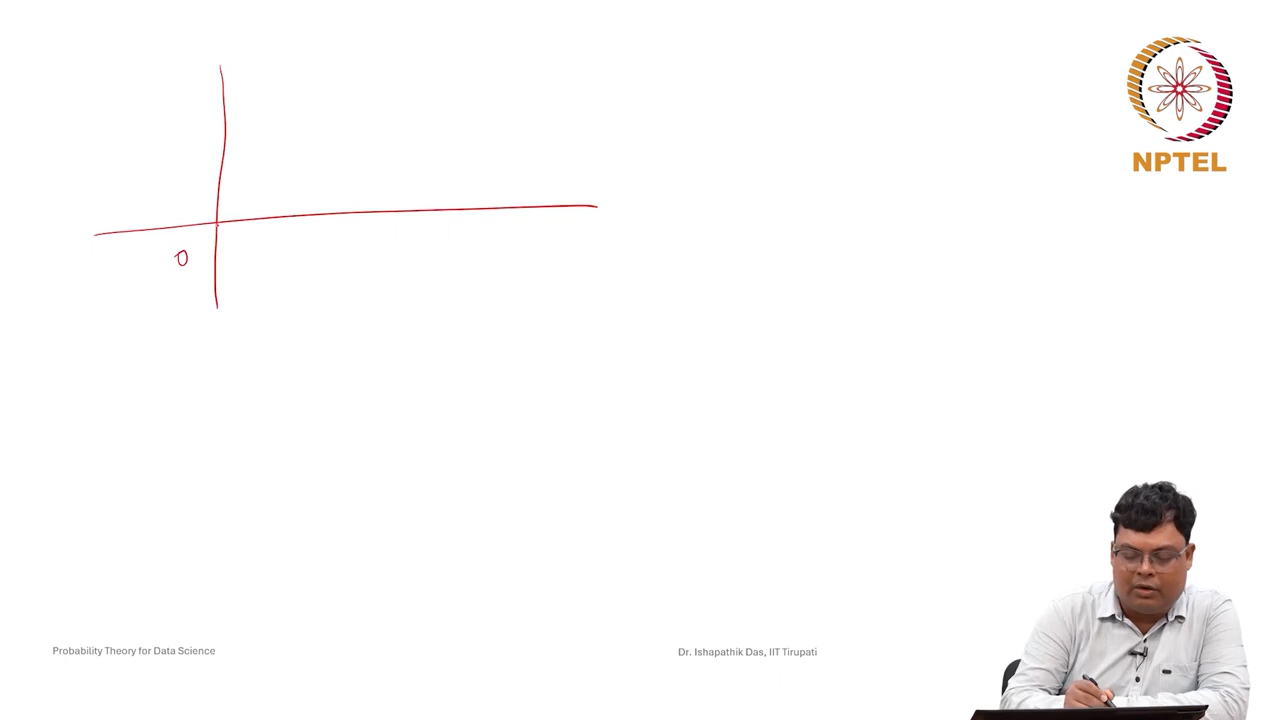 NPTEL
0
Probability Theory for Data Science
Dr. Ishapathik Das, IIT Tirupati